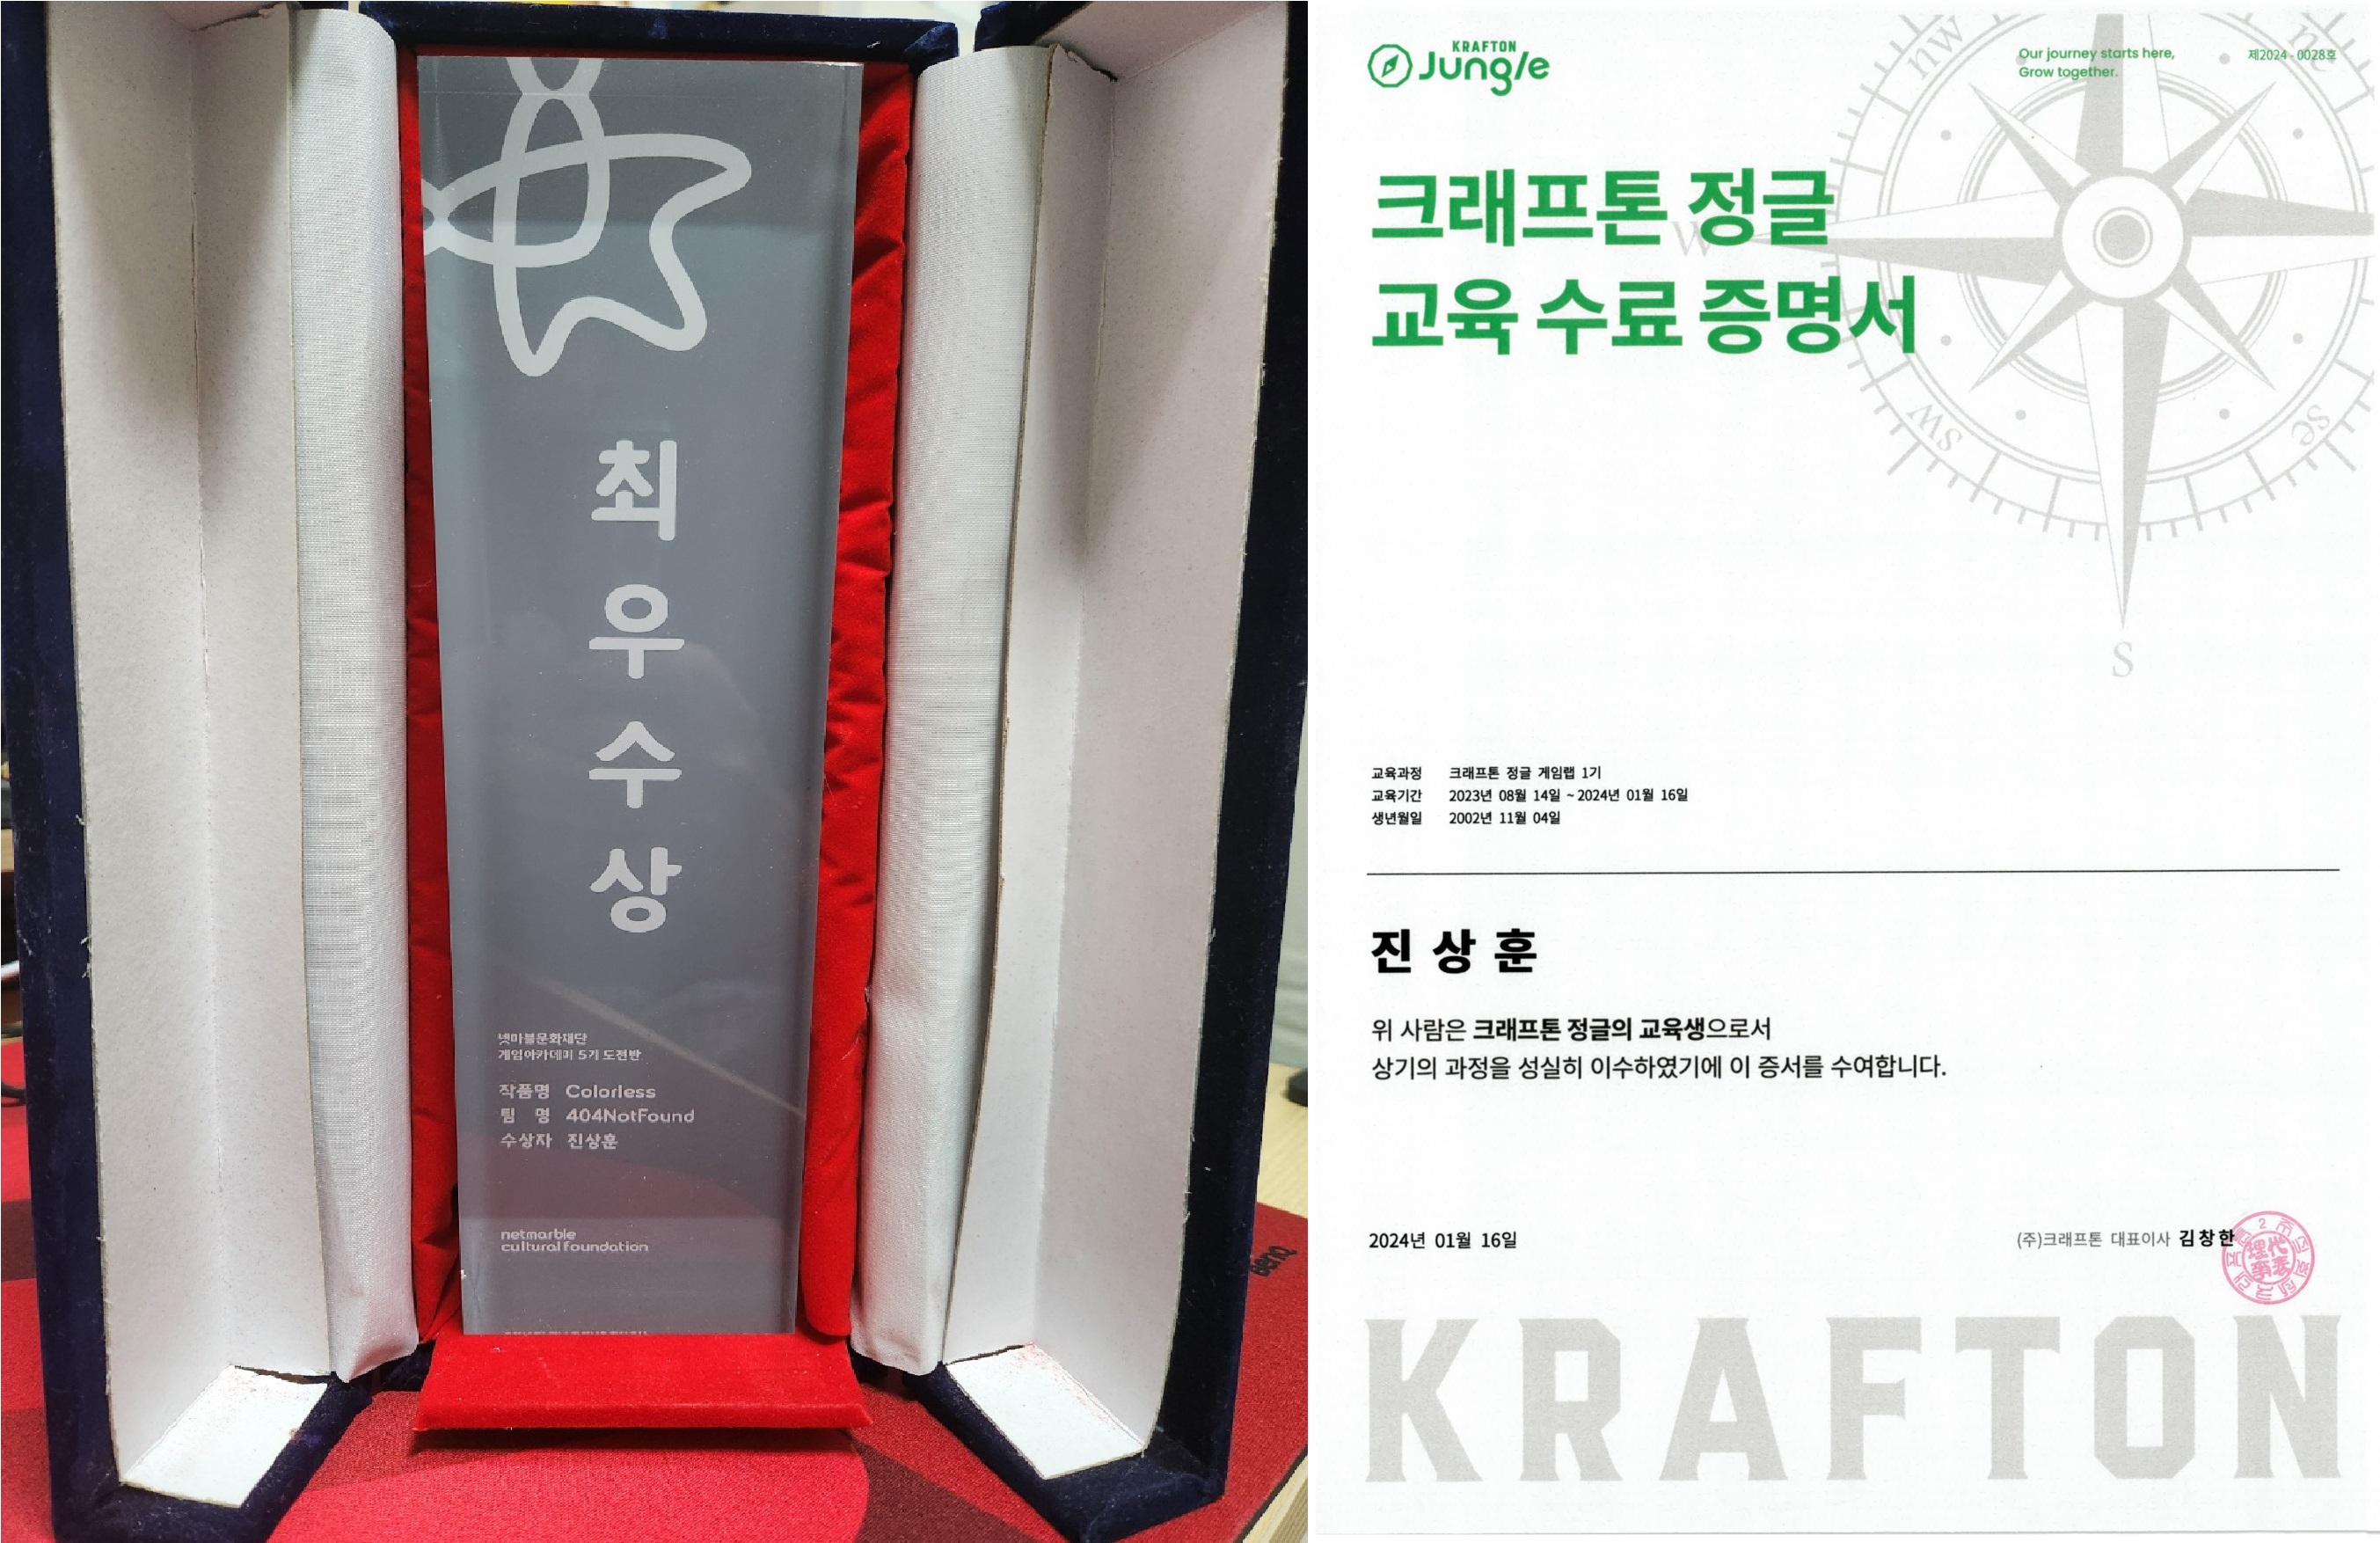 최
우
수
상
넷마블문화재단
게임아카데미 5기 도전반
작품명 Colorless
팀 명 404NotFound
수상자 진상훈
netmarble
cultural foundation
BenQ
KRAFTON
Jungle
Our journey starts here,
Grow together.
제2024 - 0028호
nw
ne
w
sw
se
S
크래프톤 정글
교육 수료 증명서
교육과정 크래프톤 정글 게임랩 1기
교육기간 2023년 08월 14일 ~ 2024년 01월 16일
생년월일 2002년 11월 04일
진 상 훈
위 사람은 크래프톤 정글의 교육생으로서
상기의 과정을 성실히 이수하였기에 이 증서를 수여합니다.
2024년 01월 16일
(주)크래프톤 대표이사 김창한
KRAFTON